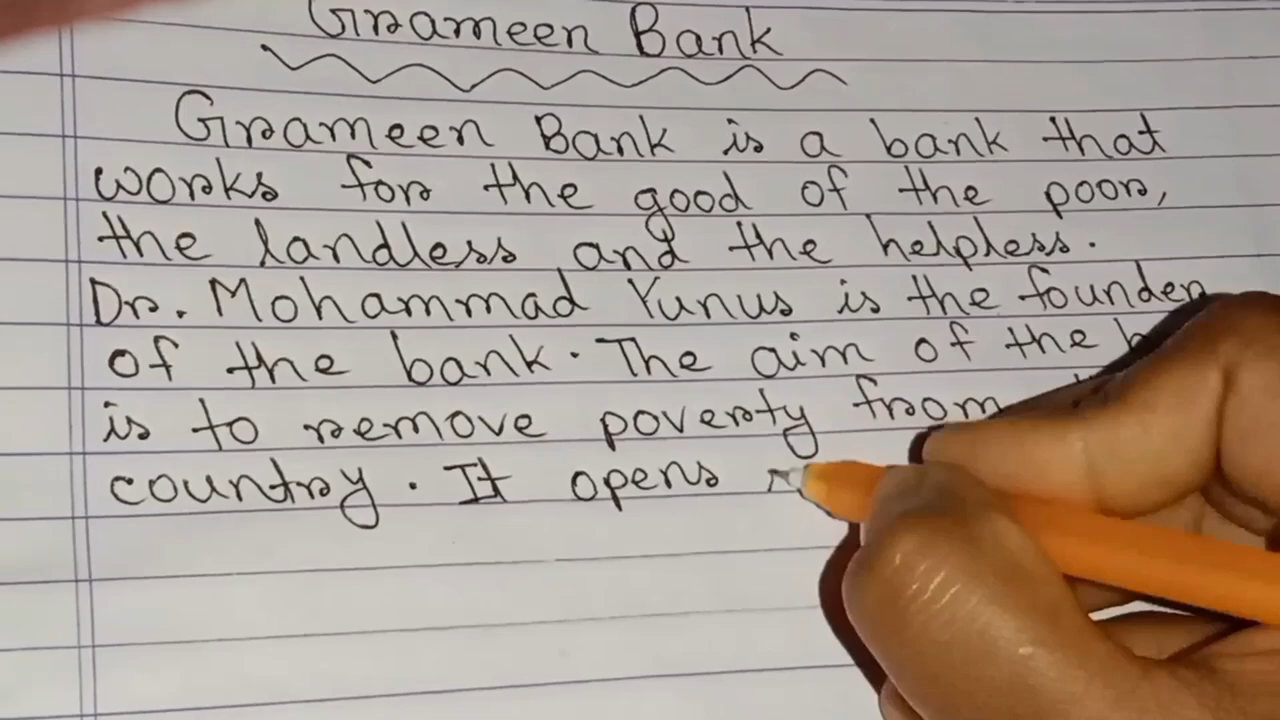 Grameen Bank
Grameen Bank is a bank that
works for the good of the poor,
the landless and the helpless.
Dr. Mohammad Yunus is the founder
of the bank. The aim of the
is to remove poverty from
country. It opens